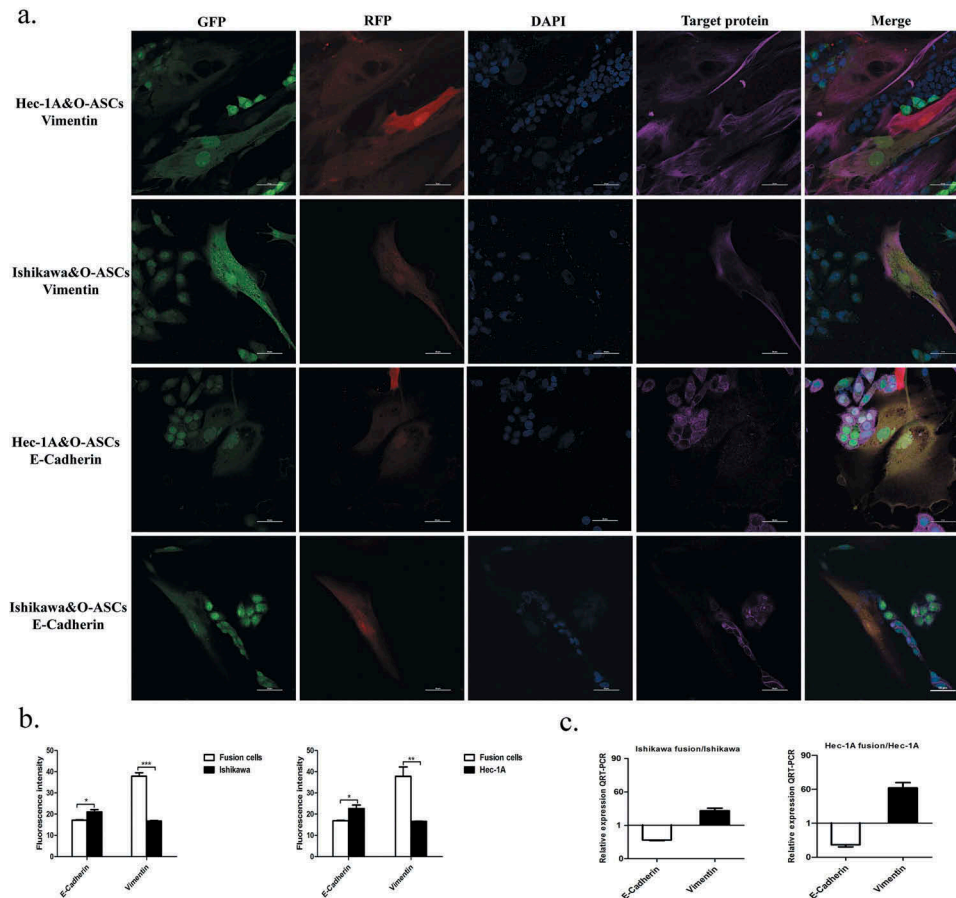 a.
GFP RFP DAPI Target protein Merge
Hec-1A&O-ASCs
Vimentin
Ishikawa&O-ASCs
Vimentin
Hec-1A&O-ASCs
E-Cadherin
Ishikawa&O-ASCs
E-Cadherin
b.
Fluorescence intensity
50
40
30
20
10
0
Fusion cells
Ishikawa
*
***
E-Cadherin
Vimentin
Fluorescence intensity
50
40
30
20
10
0
Fusion cells
Hec-1A
*
**
E-Cadherin
Vimentin
c.
Ishikawa fusion/Ishikawa
Relative expression QRT-PCR
90
60
1
0
E-Cadherin
Vimentin
Hec-1A fusion/Hec-1A
Relative expression QRT-PCR
90
60
1
0
E-Cadherin
Vimentin